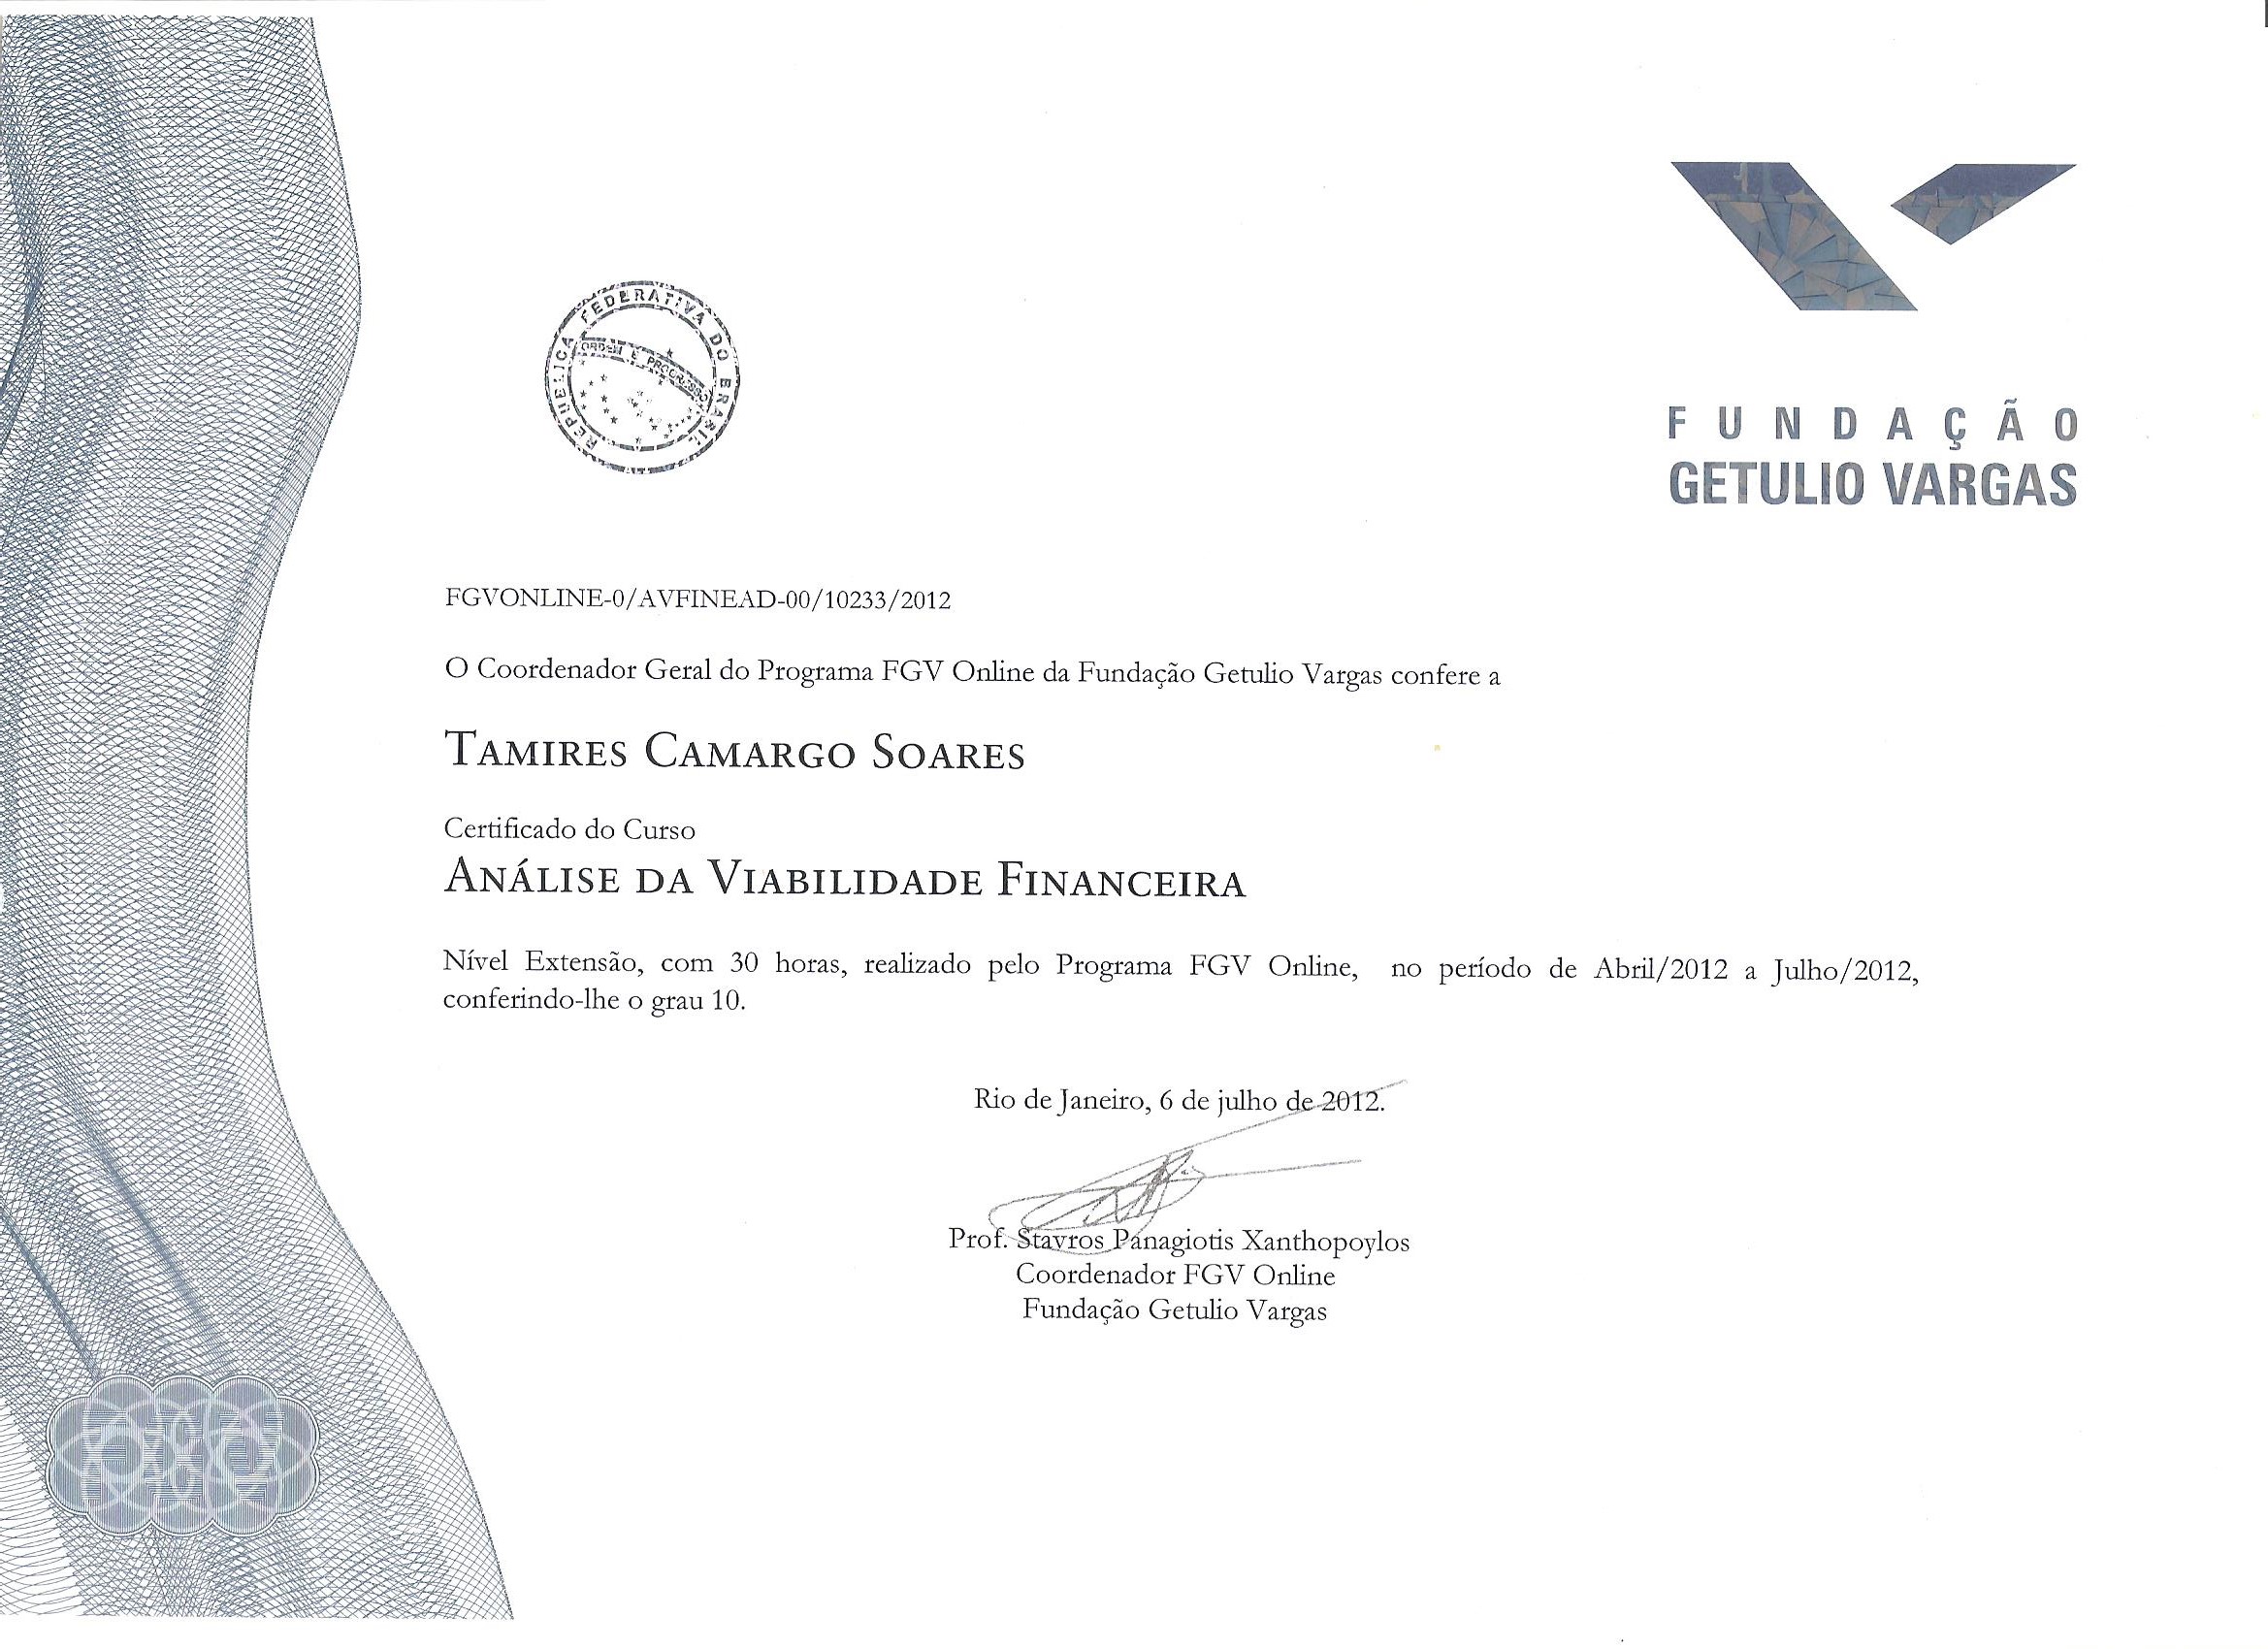 REPUBLICA FEDERATIVA DO BRASIL
ORDEM E PROGRESSO
FUNDAÇÃO
GETULIO VARGAS
FGVONLINE-0/AVFINEAD-00/10233/2012
O Coordenador Geral do Programa FGV Online da Fundação Getulio Vargas confere a
TAMIRES CAMARGO SOARES
Certificado do Curso
ANÁLISE DA VIABILIDADE FINANCEIRA
Nível Extensão, com 30 horas, realizado pelo Programa FGV Online, no período de Abril/2012 a Julho/2012,
conferindo-lhe o grau 10.
Rio de Janeiro, 6 de julho de 2012.
Prof. Stavros Panagiotis Xanthopoylos
Coordenador FGV Online
Fundação Getulio Vargas